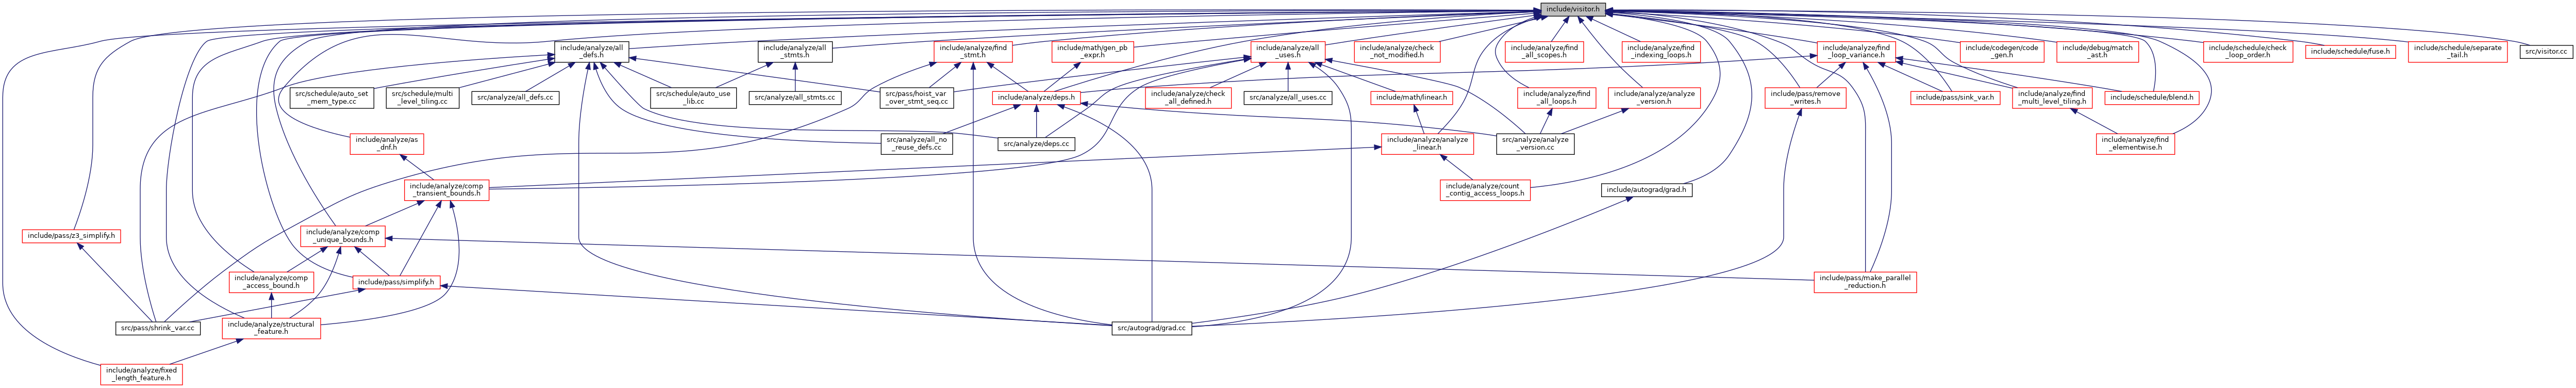 include/visitor.h
include/analyze/all
_defs.h
include/analyze/all
_stmts.h
include/analyze/find
_stmt.h
include/math/gen_pb
_expr.h
include/analyze/all
_uses.h
include/analyze/check
_not_modified.h
include/analyze/find
_all_scopes.h
include/analyze/find
_indexing_loops.h
include/analyze/find
_loop_variance.h
include/codegen/code
_gen.h
include/debug/match
_ast.h
include/schedule/check
_loop_order.h
include/schedule/fuse.h
include/schedule/separate
_tail.h
src/visitor.cc
src/schedule/auto_set
_mem_type.cc
src/schedule/multi
_level_tiling.cc
src/analyze/all_defs.cc
src/schedule/auto_use
_lib.cc
src/analyze/all_stmts.cc
src/pass/hoist_var
_over_stmt_seq.cc
include/analyze/deps.h
include/analyze/check
_all_defined.h
src/analyze/all_uses.cc
include/math/linear.h
include/analyze/find
_all_loops.h
include/analyze/analyze
_version.h
include/pass/remove
_writes.h
include/pass/sink_var.h
include/analyze/find
_multi_level_tiling.h
include/schedule/blend.h
include/analyze/as
_dnf.h
src/analyze/all_no
_reuse_defs.cc
src/analyze/deps.cc
include/analyze/analyze
_linear.h
src/analyze/analyze
_version.cc
include/analyze/find
_elementwise.h
include/analyze/comp
_transient_bounds.h
include/analyze/count
_contig_access_loops.h
include/autograd/grad.h
include/pass/z3_simplify.h
include/analyze/comp
_unique_bounds.h
include/analyze/comp
_access_bound.h
include/pass/simplify.h
include/pass/make_parallel
_reduction.h
src/pass/shrink_var.cc
include/analyze/structural
_feature.h
src/autograd/grad.cc
include/analyze/fixed
_length_feature.h